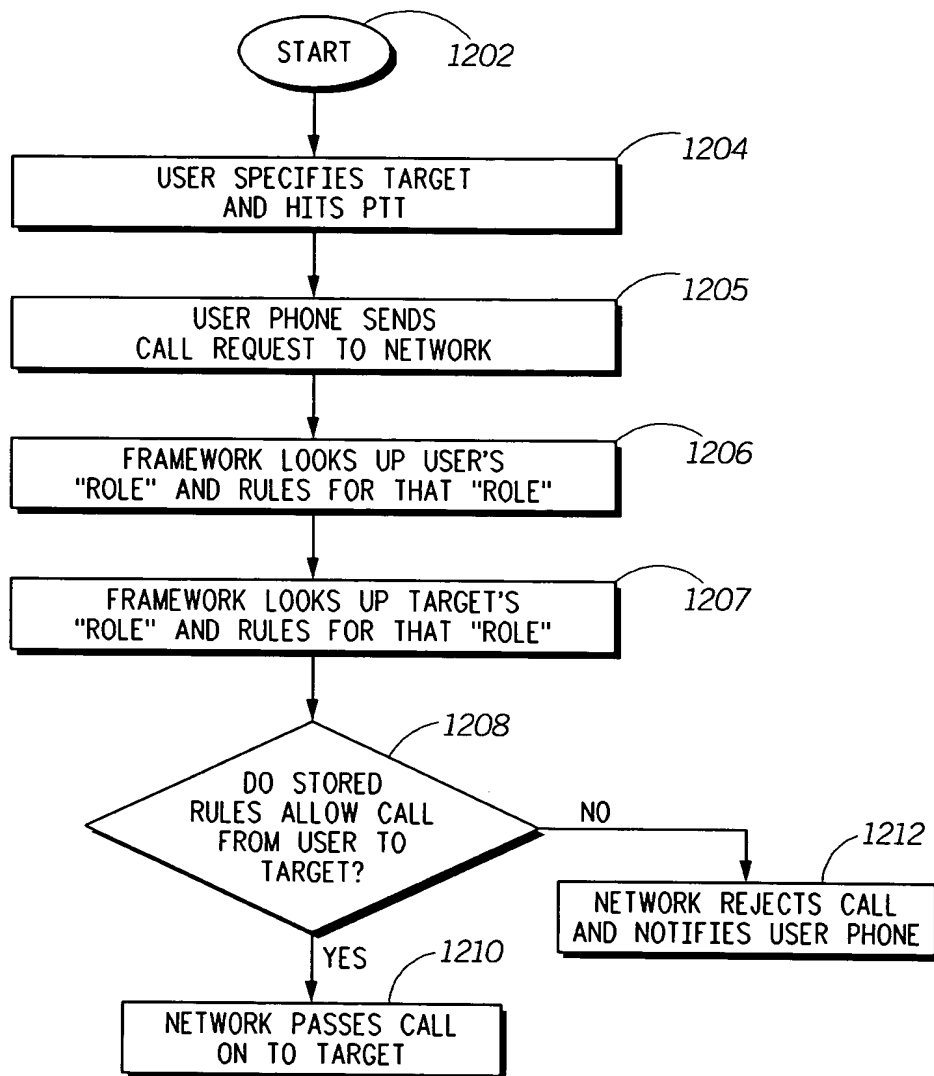 START
1202
1204
USER SPECIFIES TARGET
AND HITS PTT
1205
USER PHONE SENDS
CALL REQUEST TO NETWORK
1206
FRAMEWORK LOOKS UP USER'S
"ROLE" AND RULES FOR THAT "ROLE"
1207
FRAMEWORK LOOKS UP TARGET'S
"ROLE" AND RULES FOR THAT "ROLE"
1208
DO STORED
RULES ALLOW CALL
FROM USER TO
TARGET?
NO
1212
NETWORK REJECTS CALL
AND NOTIFIES USER PHONE
YES
1210
NETWORK PASSES CALL
ON TO TARGET